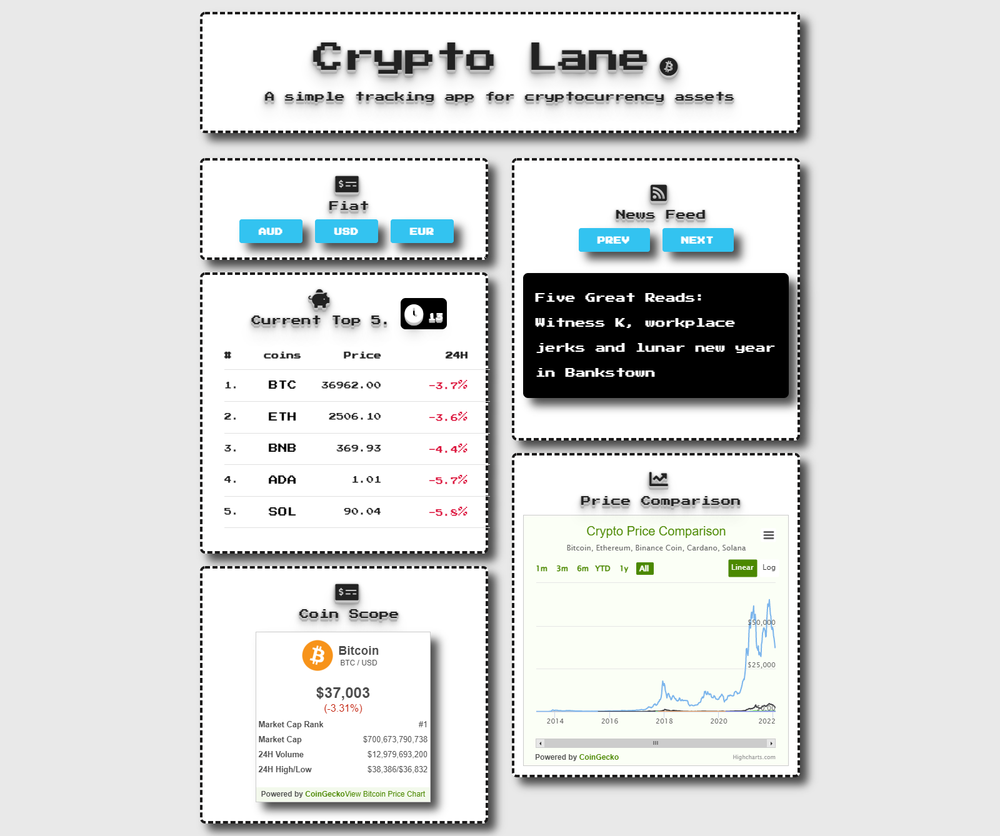 Crypto Lane
A simple tracking app for cryptocurrency assets
Fiat
AUD USD EUR
Current Top 5. 13
# coins Price 24H
1. BTC 36962.00 -3.7%
2. ETH 2506.10 -3.6%
3. BNB 369.93 -4.4%
4. ADA 1.01 -5.7%
5. SOL 90.04 -5.8%
Coin Scope
Bitcoin
BTC / USD
$37,003
(-3.31%)
Market Cap Rank #1
Market Cap $700,673,790,738
24H Volume $12,979,693,200
24H High/Low $38,386/$36,832
Powered by CoinGeckoView Bitcoin Price Chart
News Feed
PREV NEXT
Five Great Reads:
Witness K, workplace
jerks and lunar new year
in Bankstown
Price Comparison
Crypto Price Comparison
Bitcoin, Ethereum, Binance Coin, Cardano, Solana
1m 3m 6m YTD 1y All Linear Log
$50,000
$25,000
$0.00
2014 2016 2018 2020 2022
Powered by CoinGecko Highcharts.com